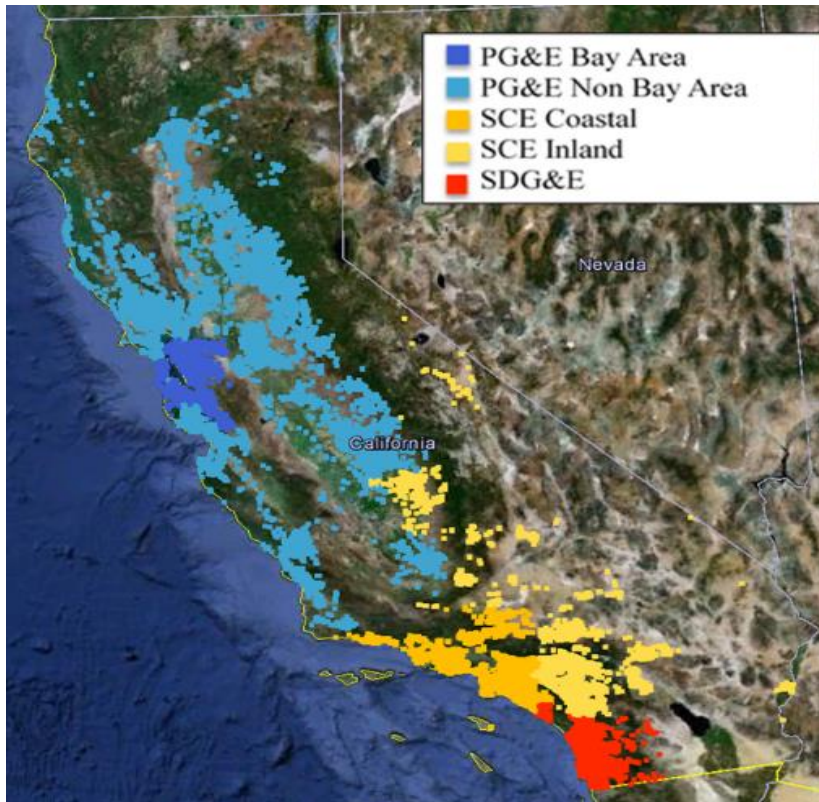 PG&E Bay Area
PG&E Non Bay Area
SCE Coastal
SCE Inland
SDG&E
Nevada
California